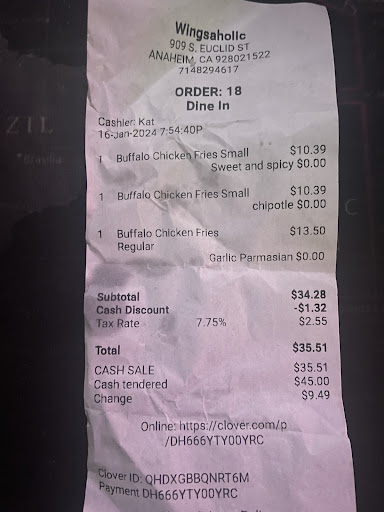 Wingsaholic
909 S. EUCLID ST
ANAHEIM, CA 928021522
7148294617
ORDER: 18
Dine In
Cashier: Kat
16-Jan-2024 7:54:40P
1 Buffalo Chicken Fries Small $10.39
Sweet and spicy $0.00
1 Buffalo Chicken Fries Small $10.39
chipotle $0.00
1 Buffalo Chicken Fries $13.50
Regular
Garlic Parmasian $0.00
Subtotal $34.28
Cash Discount -$1.32
Tax Rate 7.75% $2.55
Total $35.51
CASH SALE $35.51
Cash tendered $45.00
Change $9.49
Online: https://clover.com/p
/DH666YTY00YRC
Clover ID: QHDXGBBQNRT6M
Payment DH666YTY00YRC
ZIL
C